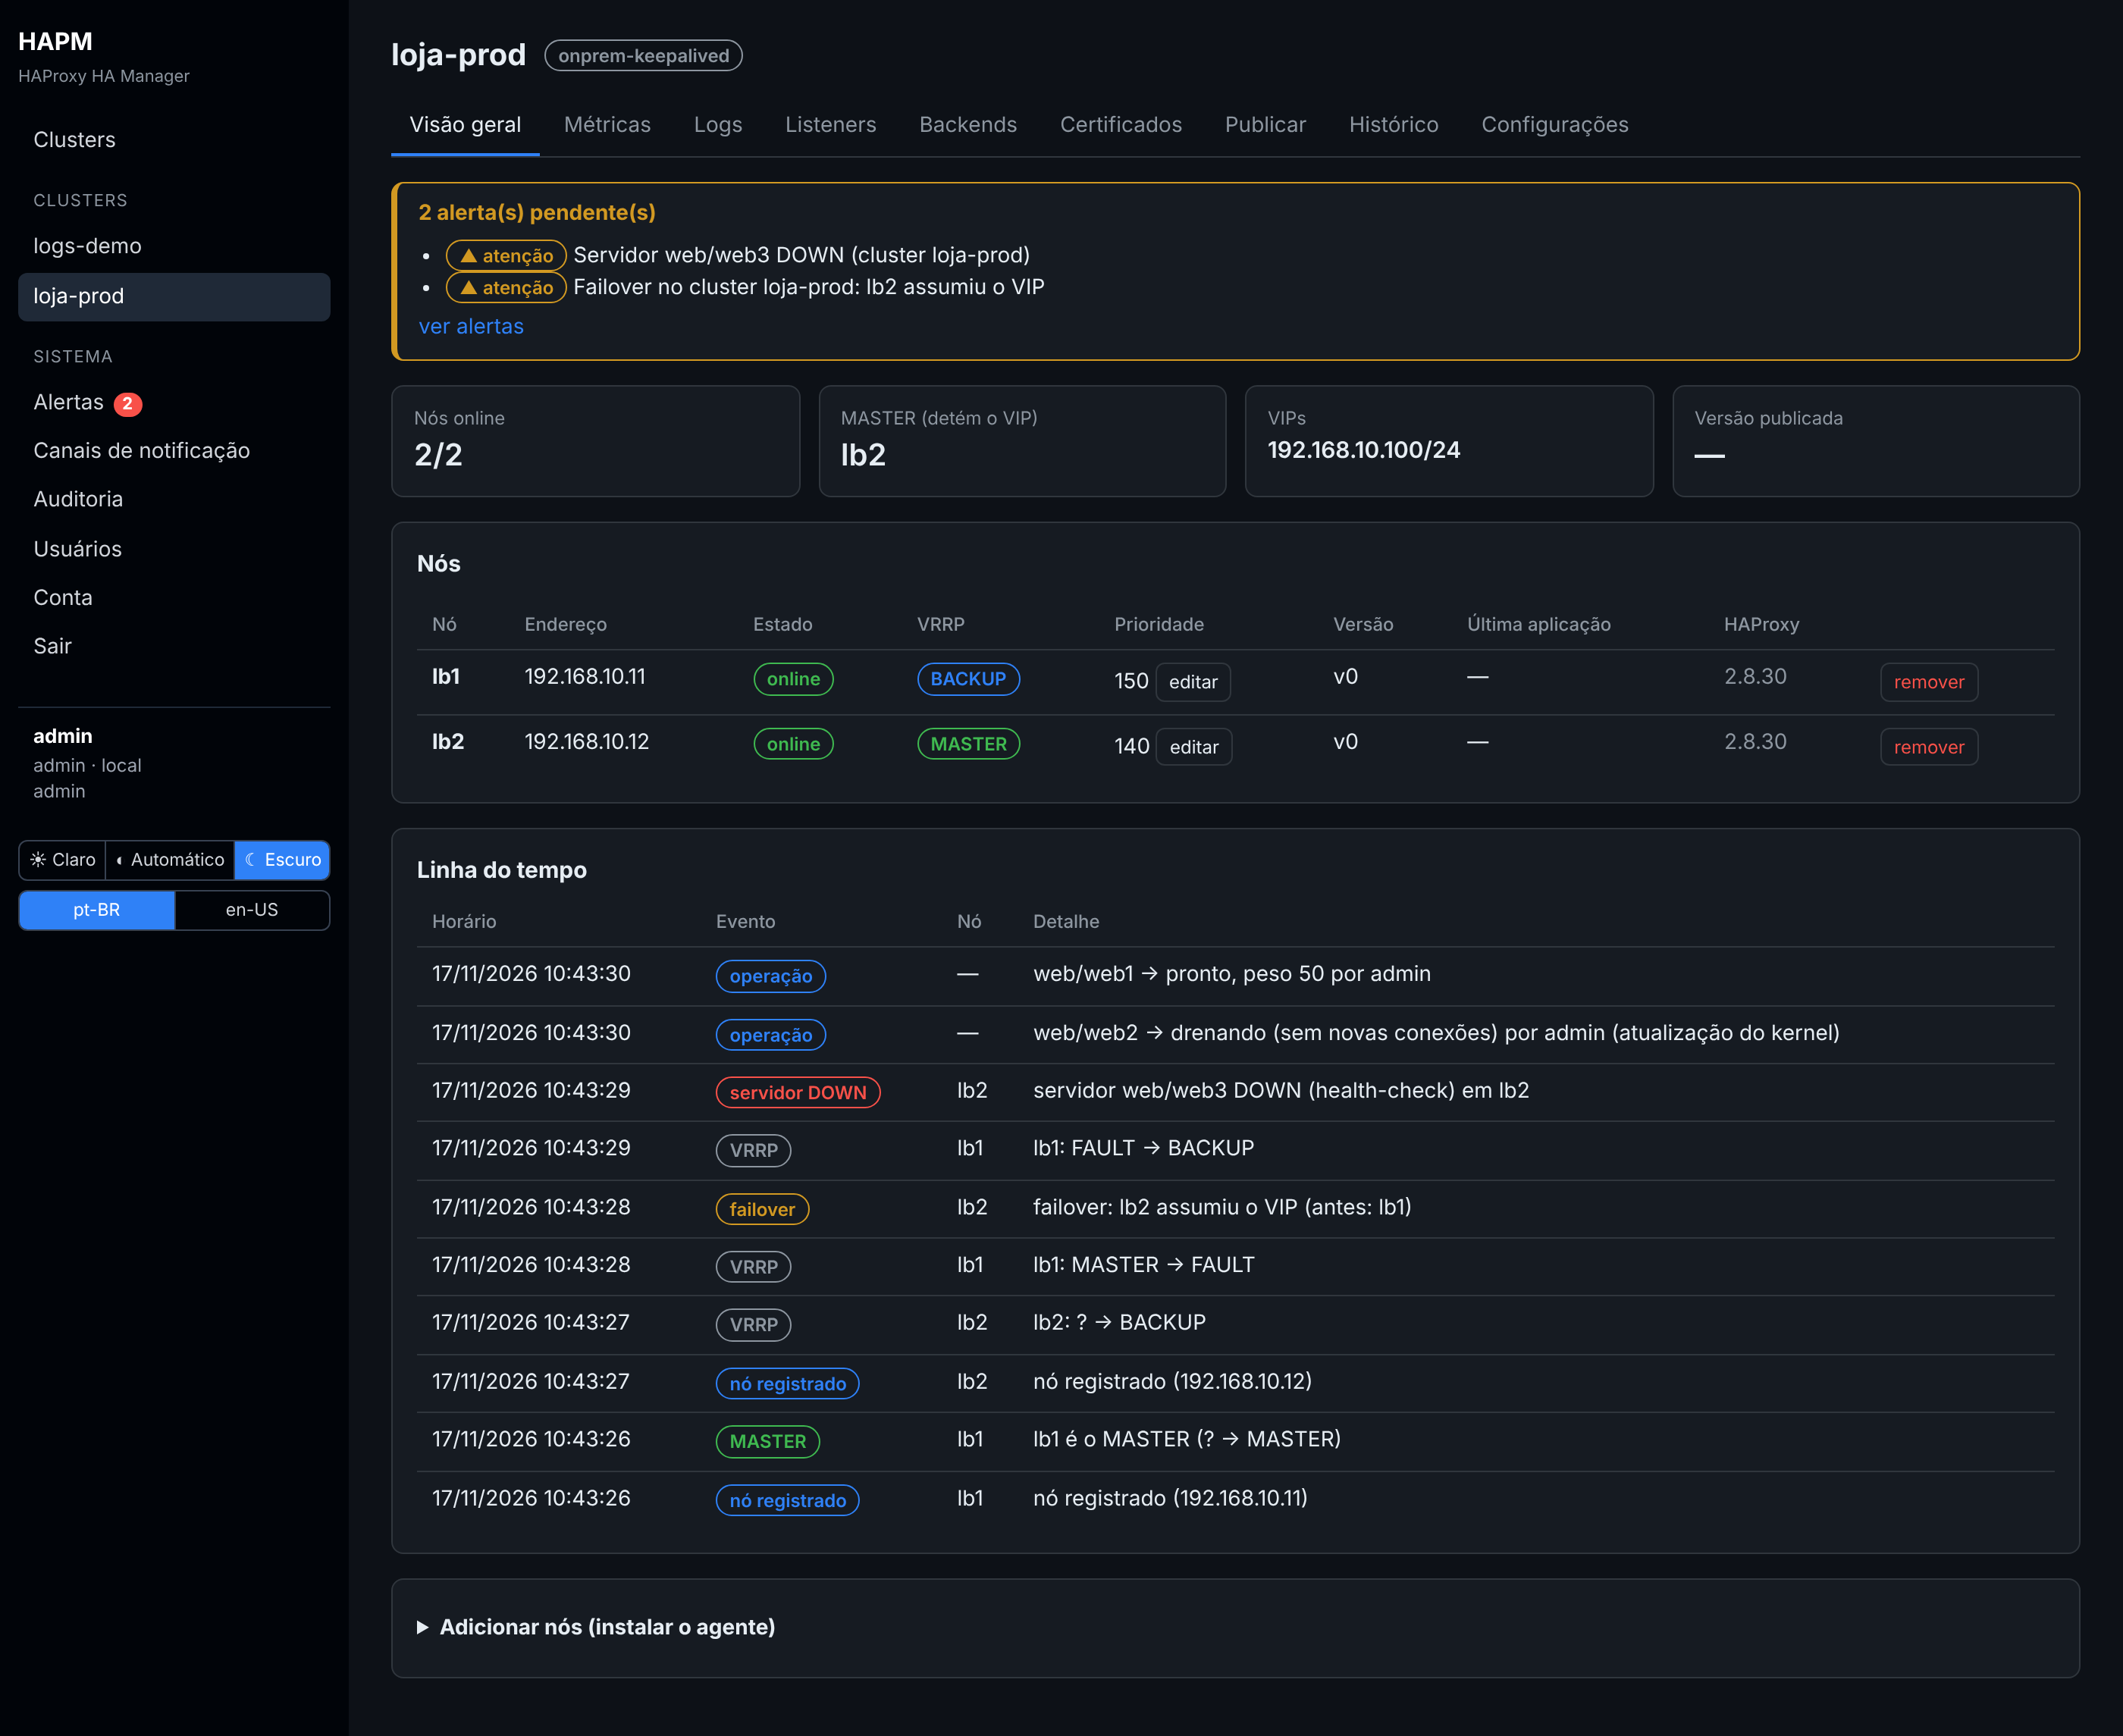 HAPM
HAProxy HA Manager
Clusters
CLUSTERS
logs-demo
loja-prod
SISTEMA
Alertas 2
Canais de notificação
Auditoria
Usuários
Conta
Sair
admin
admin · local
admin
☀ Claro Automático ☾ Escuro
pt-BR en-US
loja-prod onprem-keepalived
Visão geral Métricas Logs Listeners Backends Certificados Publicar Histórico Configurações
2 alerta(s) pendente(s)
• ▲ atenção Servidor web/web3 DOWN (cluster loja-prod)
• ▲ atenção Failover no cluster loja-prod: lb2 assumiu o VIP
ver alertas
Nós online MASTER (detém o VIP) VIPs Versão publicada
2/2 lb2 192.168.10.100/24 —
Nós
Nó Endereço Estado VRRP Prioridade Versão Última aplicação HAProxy
lb1 192.168.10.11 online BACKUP 150 editar v0 — 2.8.30 remover
lb2 192.168.10.12 online MASTER 140 editar v0 — 2.8.30 remover
Linha do tempo
Horário Evento Nó Detalhe
17/11/2026 10:43:30 operação — web/web1 → pronto, peso 50 por admin
17/11/2026 10:43:30 operação — web/web2 → drenando (sem novas conexões) por admin (atualização do kernel)
17/11/2026 10:43:29 servidor DOWN lb2 servidor web/web3 DOWN (health-check) em lb2
17/11/2026 10:43:29 VRRP lb1 lb1: FAULT → BACKUP
17/11/2026 10:43:28 failover lb2 failover: lb2 assumiu o VIP (antes: lb1)
17/11/2026 10:43:28 VRRP lb1 lb1: MASTER → FAULT
17/11/2026 10:43:27 VRRP lb2 lb2: ? → BACKUP
17/11/2026 10:43:27 nó registrado lb2 nó registrado (192.168.10.12)
17/11/2026 10:43:26 MASTER lb1 lb1 é o MASTER (? → MASTER)
17/11/2026 10:43:26 nó registrado lb1 nó registrado (192.168.10.11)
▶ Adicionar nós (instalar o agente)